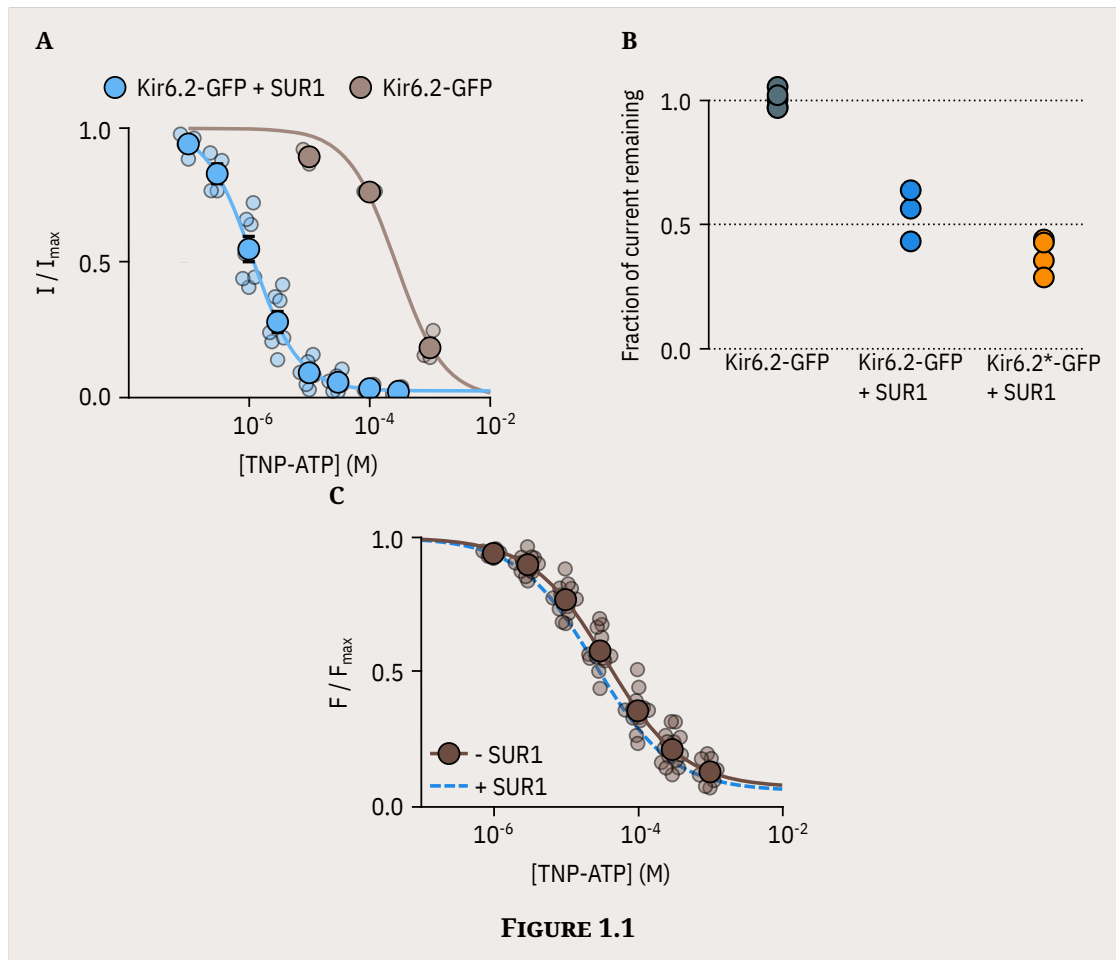 A
Kir6.2-GFP + SUR1 Kir6.2-GFP
1.0
0.5
0.0
I / Imax
10-6 10-4 10-2
[TNP-ATP] (M)
B
Fraction of current remaining
1.0
0.5
0.0
Kir6.2-GFP Kir6.2-GFP Kir6.2*-GFP
+ SUR1 + SUR1
C
1.0
0.5
0.0
F / Fmax
- SUR1
+ SUR1
10-6 10-4 10-2
[TNP-ATP] (M)
FIGURE 1.1